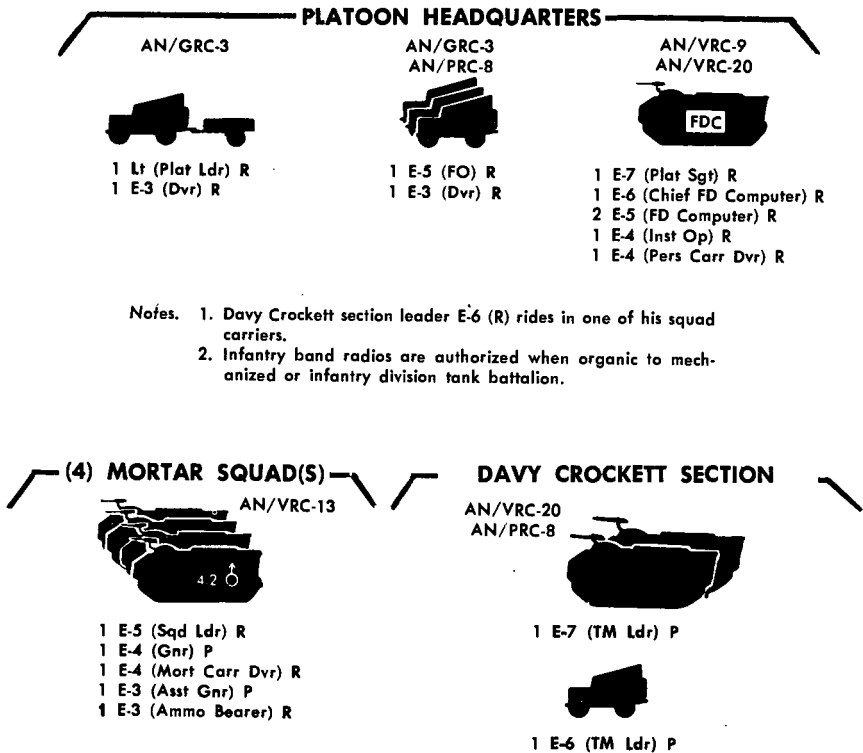 PLATOON HEADQUARTERS
AN/GRC-3
1 Lt (Plat Ldr) R
1 E-3 (Dvr) R
AN/GRC-3
AN/PRC-8
1 E-5 (FO) R
1 E-3 (Dvr) R
AN/VRC-9
AN/VRC-20
FDC
1 E-7 (Plat Sgt) R
1 E-6 (Chief FD Computer) R
2 E-5 (FD Computer) R
1 E-4 (Inst Op) R
1 E-4 (Pers Carr Dvr) R
Notes. 1. Davy Crockett section leader E-6 (R) rides in one of his squad
carriers.
2. Infantry band radios are authorized when organic to mech-
anized or infantry division tank battalion.
(4) MORTAR SQUAD(S)
AN/VRC-13
4.2
1 E-5 (Sqd Ldr) R
1 E-4 (Gnr) P
1 E-4 (Mort Carr Dvr) R
1 E-3 (Asst Gnr) P
1 E-3 (Ammo Bearer) R
DAVY CROCKETT SECTION
AN/VRC-20
AN/PRC-8
1 E-7 (TM Ldr) P
1 E-6 (TM Ldr) P